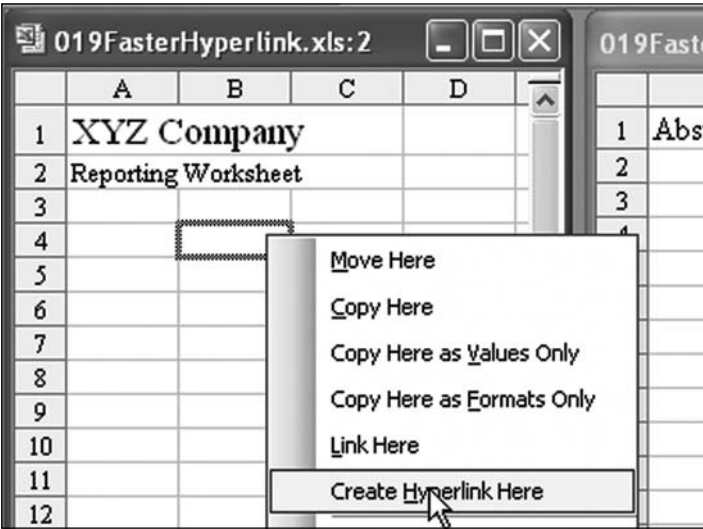 019FasterHyperlink.xls:2
A B C D
1 XYZ Company
2 Reporting Worksheet
3
4
5
6
7
8
9
10
11
12
Move Here
Copy Here
Copy Here as Values Only
Copy Here as Formats Only
Link Here
Create Hyperlink Here
019Faste
1 Abs
2
3